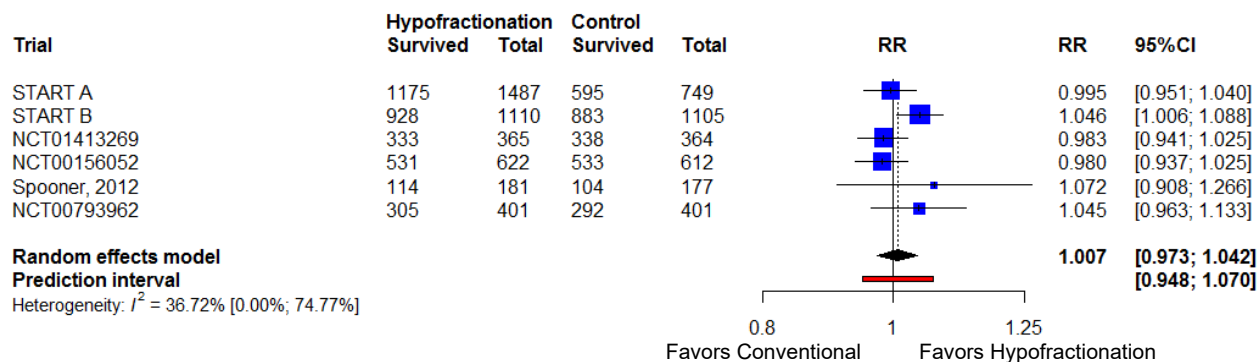 Hypofractionation Control
Trial Survived Total Survived Total RR RR 95%CI
START A 1175 1487 595 749 0.995 [0.951; 1.040]
START B 928 1110 883 1105 1.046 [1.006; 1.088]
NCT01413269 333 365 338 364 0.983 [0.941; 1.025]
NCT00156052 531 622 533 612 0.980 [0.937; 1.025]
Spooner, 2012 114 181 104 177 1.072 [0.908; 1.266]
NCT00793962 305 401 292 401 1.045 [0.963; 1.133]
Random effects model 1.007 [0.973; 1.042]
Prediction interval [0.948; 1.070]
Heterogeneity: I² = 36.72% [0.00%; 74.77%]
0.8 1 1.25
Favors Conventional Favors Hypofractionation